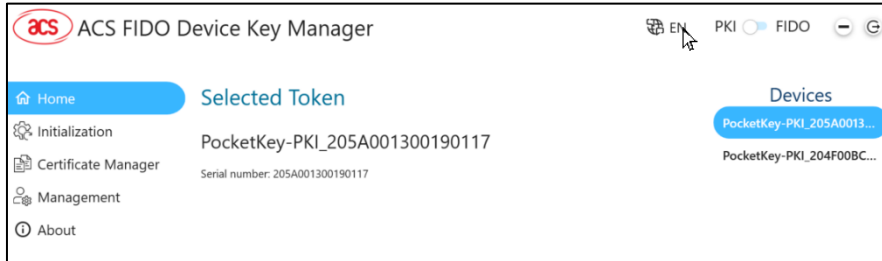 acs ACS FIDO Device Key Manager EN PKI FIDO
Home
Initialization
Certificate Manager
Management
About
Selected Token
PocketKey-PKI_205A001300190117
Serial number: 205A001300190117
Devices
PocketKey-PKI_205A0013...
PocketKey-PKI_204F00BC...